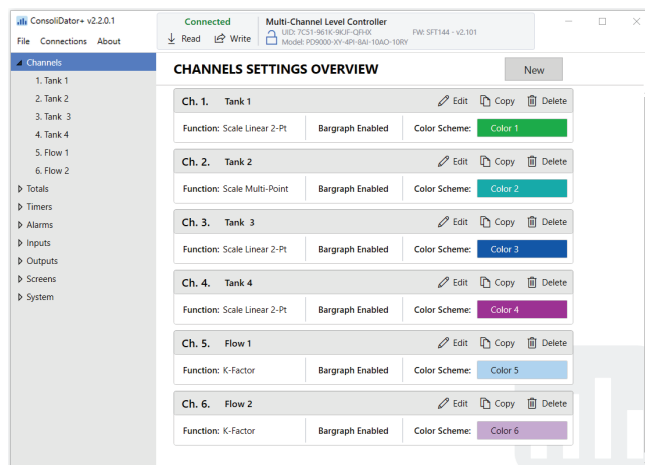 ConsoliDator+ v2.2.0.1
File Connections About
Connected
Read Write
Multi-Channel Level Controller
UID: 7C51-961K-9KJF-QFHX FW: SFT144 - v2.101
Model: PD9000-XY-4PI-8AI-10AO-10RY
Channels
1. Tank 1
2. Tank 2
3. Tank 3
4. Tank 4
5. Flow 1
6. Flow 2
Totals
Timers
Alarms
Inputs
Outputs
Screens
System
CHANNELS SETTINGS OVERVIEW
New
Ch. 1. Tank 1 Edit Copy Delete
Function: Scale Linear 2-Pt Bargraph Enabled Color Scheme: Color 1
Ch. 2. Tank 2 Edit Copy Delete
Function: Scale Multi-Point Bargraph Enabled Color Scheme: Color 2
Ch. 3. Tank 3 Edit Copy Delete
Function: Scale Linear 2-Pt Bargraph Enabled Color Scheme: Color 3
Ch. 4. Tank 4 Edit Copy Delete
Function: Scale Linear 2-Pt Bargraph Enabled Color Scheme: Color 4
Ch. 5. Flow 1 Edit Copy Delete
Function: K-Factor Bargraph Enabled Color Scheme: Color 5
Ch. 6. Flow 2 Edit Copy Delete
Function: K-Factor Bargraph Enabled Color Scheme: Color 6